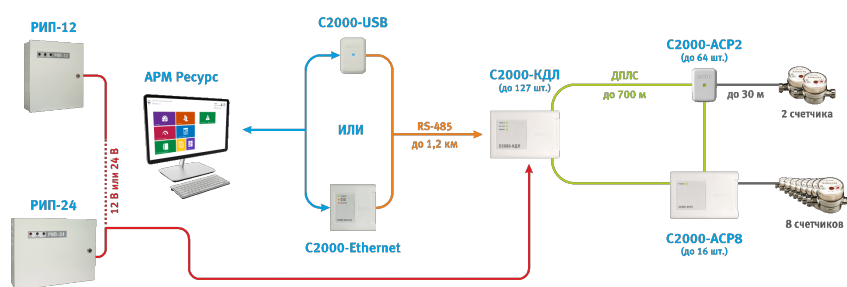 РИП-12
АРМ Ресурс
12 В или 24 В
РИП-24
С2000-USB
ИЛИ
С2000-Ethernet
RS-485
до 1,2 км
С2000-КДЛ
(до 127 шт.)
ДПЛС
до 700 м
С2000-АСР2
(до 64 шт.)
до 30 м
2 счетчика
С2000-АСР8
(до 16 шт.)
8 счетчиков